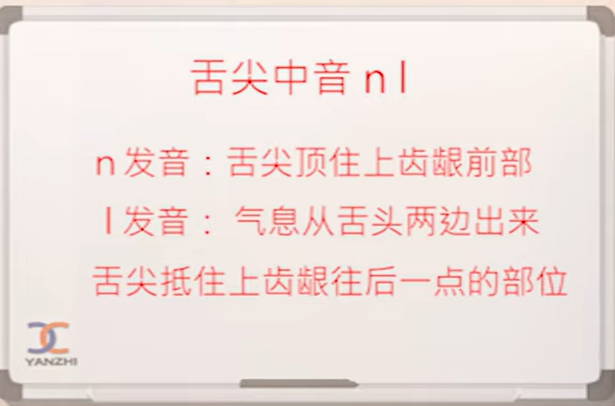 舌尖中音 n l
n 发音：舌尖顶住上齿龈前部
l 发音： 气息从舌头两边出来
舌尖抵住上齿龈往后一点的部位
YANZHI